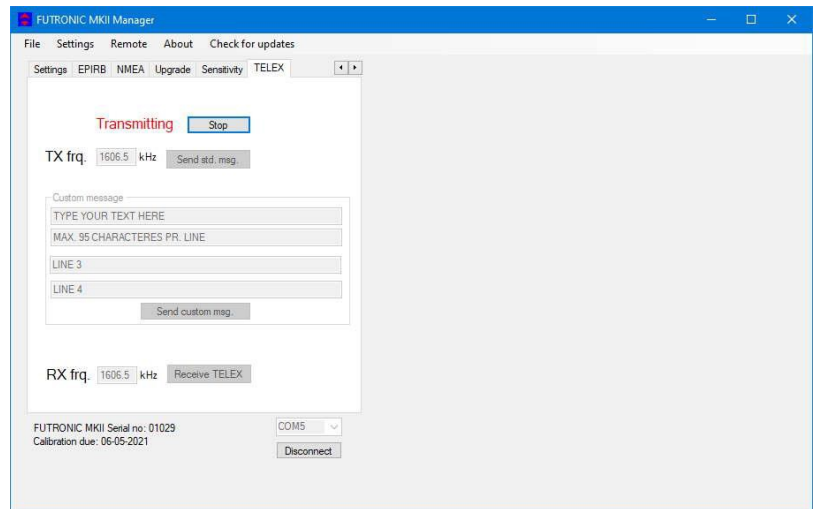 FUTRONIC MKII Manager
File Settings Remote About Check for updates
Settings EPIRB NMEA Upgrade Sensitivity TELEX
Transmitting Stop
TX frq. 1606.5 kHz Send std. msg.
Custom message
TYPE YOUR TEXT HERE
MAX. 95 CHARACTERES PR. LINE
LINE 3
LINE 4
Send custom msg.
RX frq. 1606.5 kHz Receive TELEX
FUTRONIC MKII Serial no: 01029 COM5
Calibration due: 06-05-2021
Disconnect